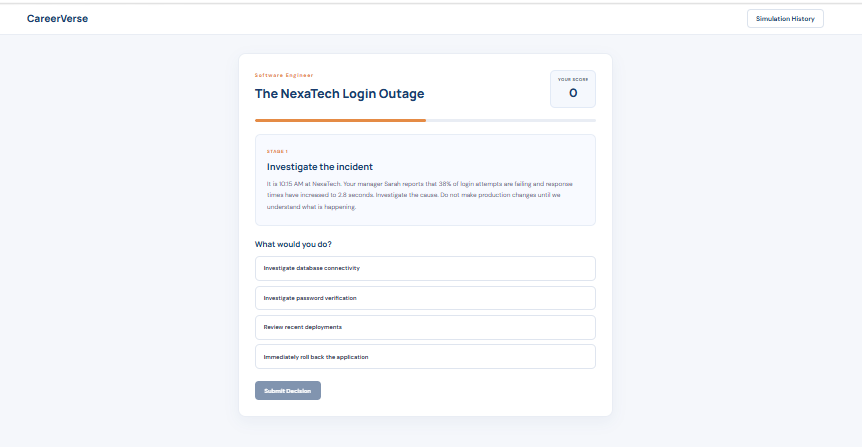 CareerVerse
Simulation History
Software Engineer
The NexaTech Login Outage
YOUR SCORE
0
STAGE 1
Investigate the incident
It is 10:15 AM at NexaTech. Your manager Sarah reports that 38% of login attempts are failing and response
times have increased to 2.8 seconds. Investigate the cause. Do not make production changes until we
understand what is happening.
What would you do?
Investigate database connectivity
Investigate password verification
Review recent deployments
Immediately roll back the application
Submit Decision